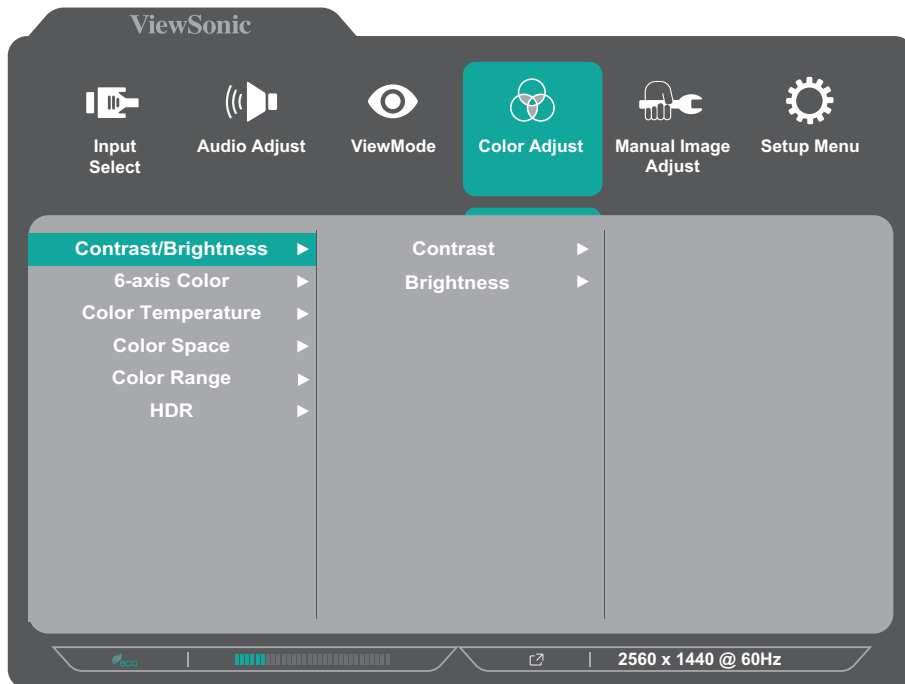 ViewSonic
Input
Select
Audio Adjust
ViewMode
Color Adjust
Manual Image
Adjust
Setup Menu
Contrast/Brightness
6-axis Color
Color Temperature
Color Space
Color Range
HDR
Contrast
Brightness
eco
2560 x 1440 @ 60Hz